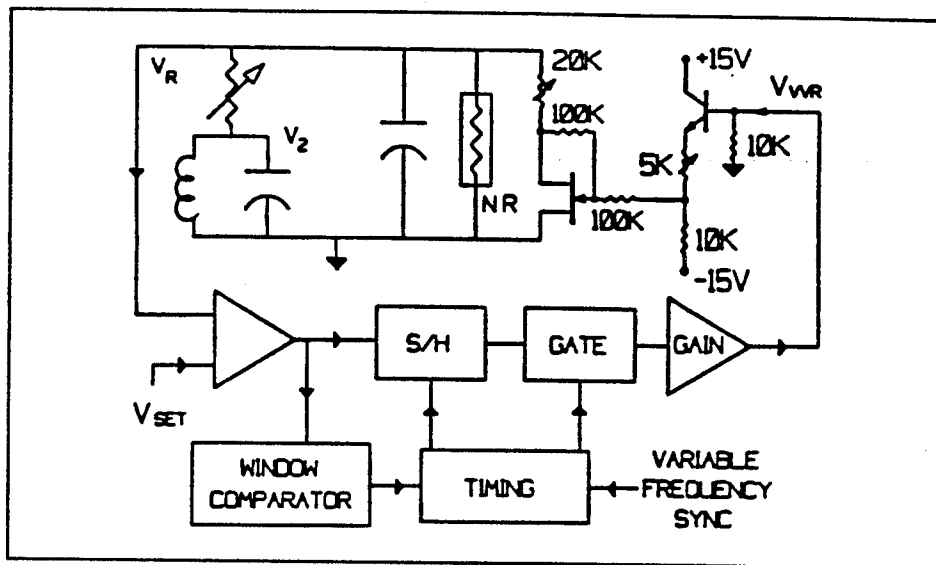 V_R
V_2
NR
20K
100K
100K
+15V
V_VVR
10K
5K
10K
-15V
V_SET
S/H
GATE
GAIN
WINDOW
COMPARATOR
TIMING
VARIABLE
FREQUENCY
SYNC